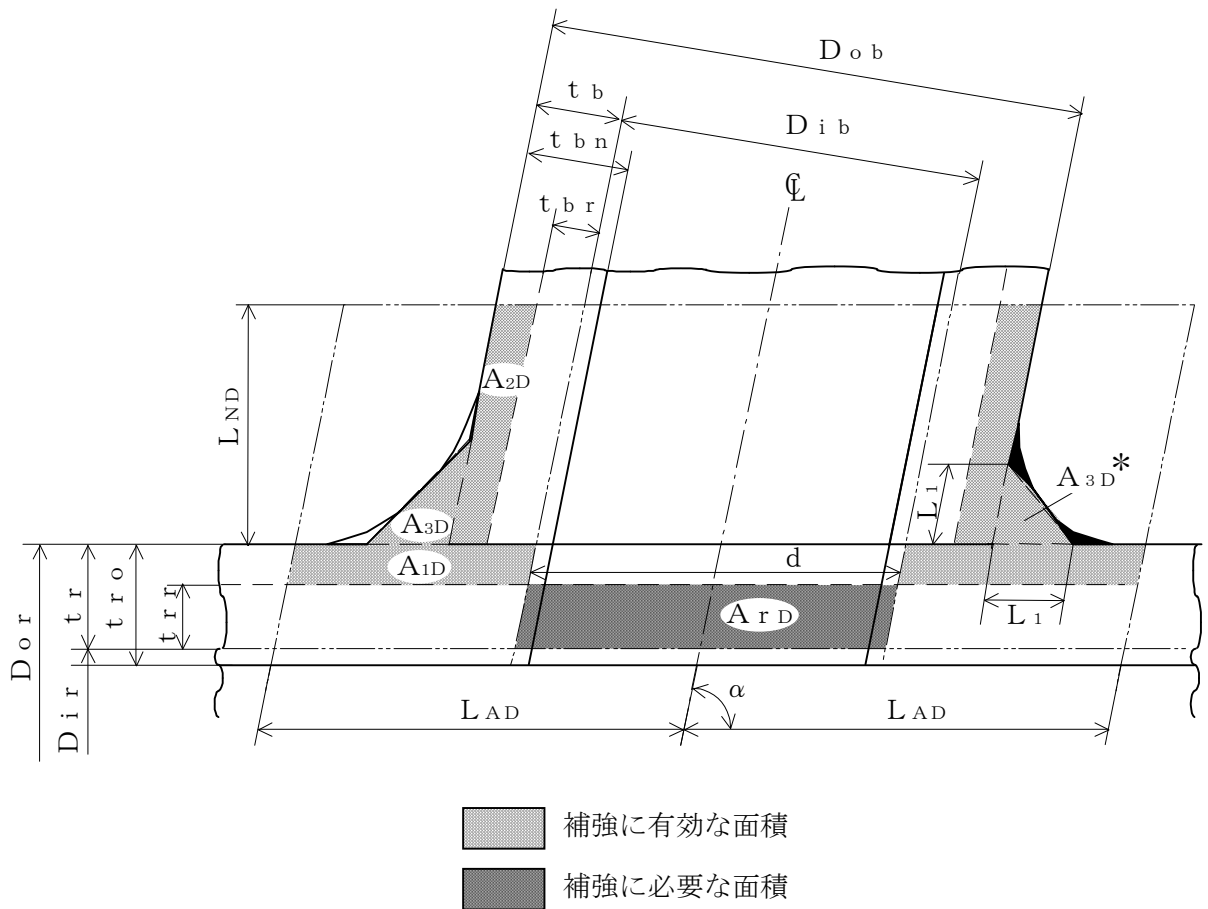 Dob
tb
Dib
tbn
℄
tbr
A2D
LND
L1
A3D*
A3D
A1D
d
Dor
tr
tro
trr
ArD
L1
Dir
α
LAD
LAD
補強に有効な面積
補強に必要な面積